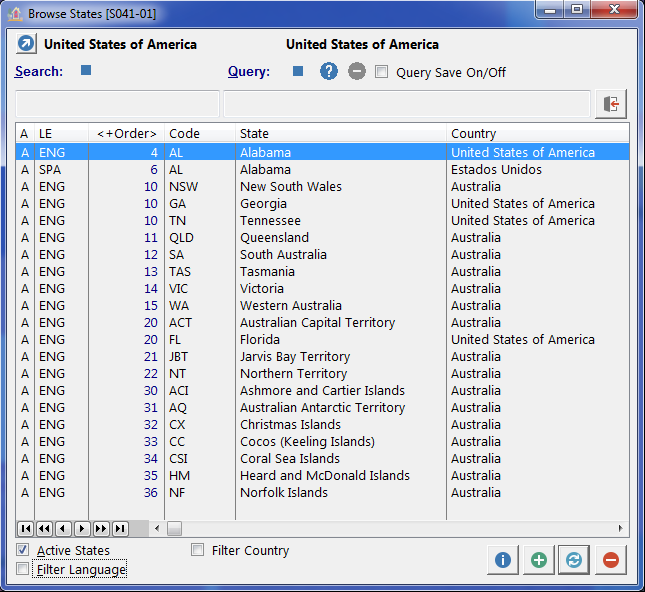 Browse States [S041-01]
United States of America United States of America
Search: Query: Query Save On/Off
A LE <+Order> Code State Country
A ENG 4 AL Alabama United States of America
A SPA 6 AL Alabama Estados Unidos
A ENG 10 NSW New South Wales Australia
A ENG 10 GA Georgia United States of America
A ENG 10 TN Tennessee United States of America
A ENG 11 QLD Queensland Australia
A ENG 12 SA South Australia Australia
A ENG 13 TAS Tasmania Australia
A ENG 14 VIC Victoria Australia
A ENG 15 WA Western Australia Australia
A ENG 20 ACT Australian Capital Territory Australia
A ENG 20 FL Florida United States of America
A ENG 21 JBT Jarvis Bay Territory Australia
A ENG 22 NT Northern Territory Australia
A ENG 30 ACI Ashmore and Cartier Islands Australia
A ENG 31 AQ Australian Antarctic Territory Australia
A ENG 32 CX Christmas Islands Australia
A ENG 33 CC Cocos (Keeling Islands) Australia
A ENG 34 CSI Coral Sea Islands Australia
A ENG 35 HM Heard and McDonald Islands Australia
A ENG 36 NF Norfolk Islands Australia
Active States Filter Country
Filter Language